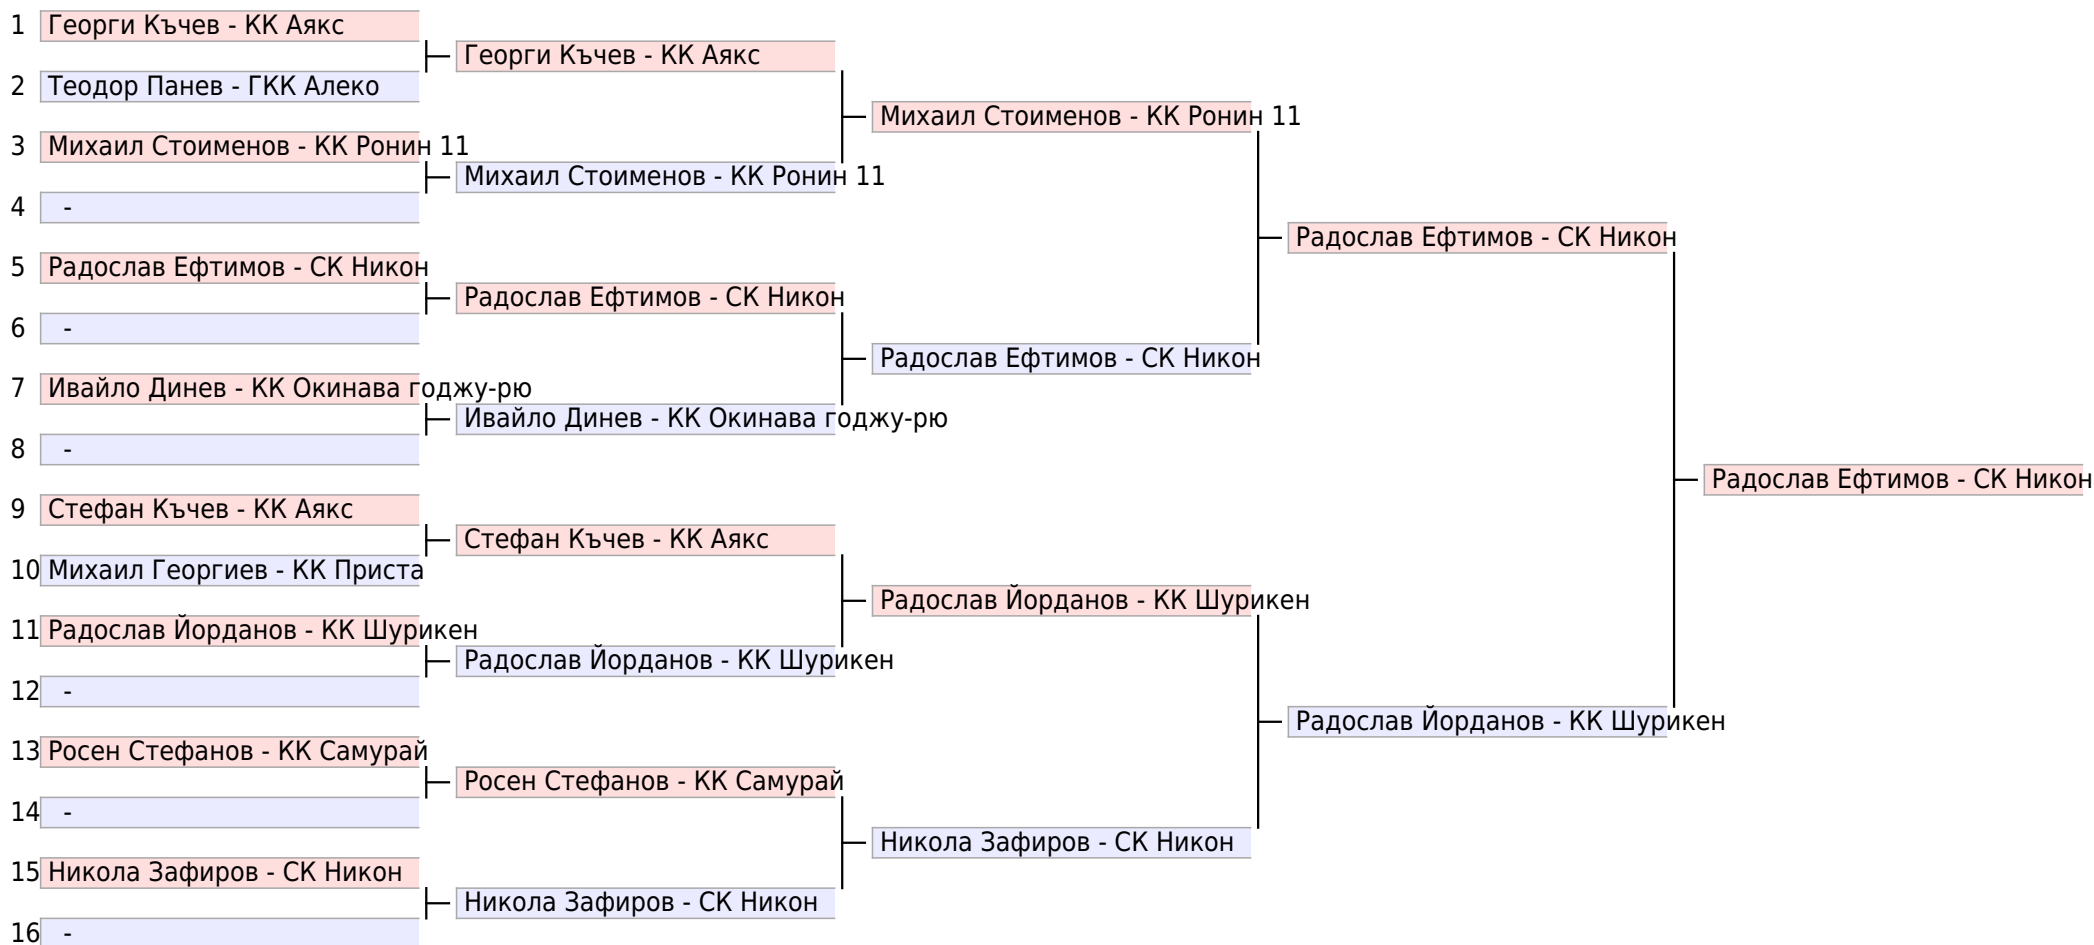 1 Георги Къчев - КК Аякс
Георги Къчев - КК Аякс
2 Теодор Панев - ГКК Алеко
Михаил Стоименов - КК Ронин 11
3 Михаил Стоименов - КК Ронин 11
Михаил Стоименов - КК Ронин 11
4 -
Радослав Ефтимов - СК Никон
5 Радослав Ефтимов - СК Никон
Радослав Ефтимов - СК Никон
6 -
Радослав Ефтимов - СК Никон
7 Ивайло Динев - КК Окинава годжу-рю
Ивайло Динев - КК Окинава годжу-рю
8 -
Радослав Ефтимов - СК Никон
9 Стефан Къчев - КК Аякс
Стефан Къчев - КК Аякс
10 Михаил Георгиев - КК Приста
Радослав Йорданов - КК Шурикен
11 Радослав Йорданов - КК Шурикен
Радослав Йорданов - КК Шурикен
12 -
Радослав Йорданов - КК Шурикен
13 Росен Стефанов - КК Самурай
Росен Стефанов - КК Самурай
14 -
Никола Зафиров - СК Никон
15 Никола Зафиров - СК Никон
Никола Зафиров - СК Никон
16 -